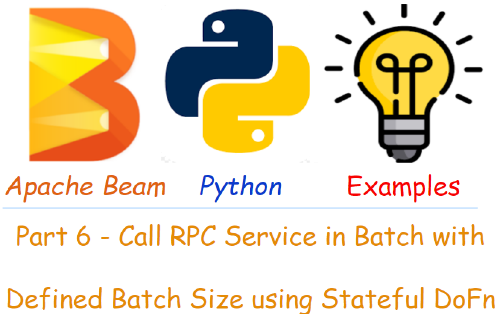 Apache Beam Python Examples
Part 6 - Call RPC Service in Batch with
Defined Batch Size using Stateful DoFn